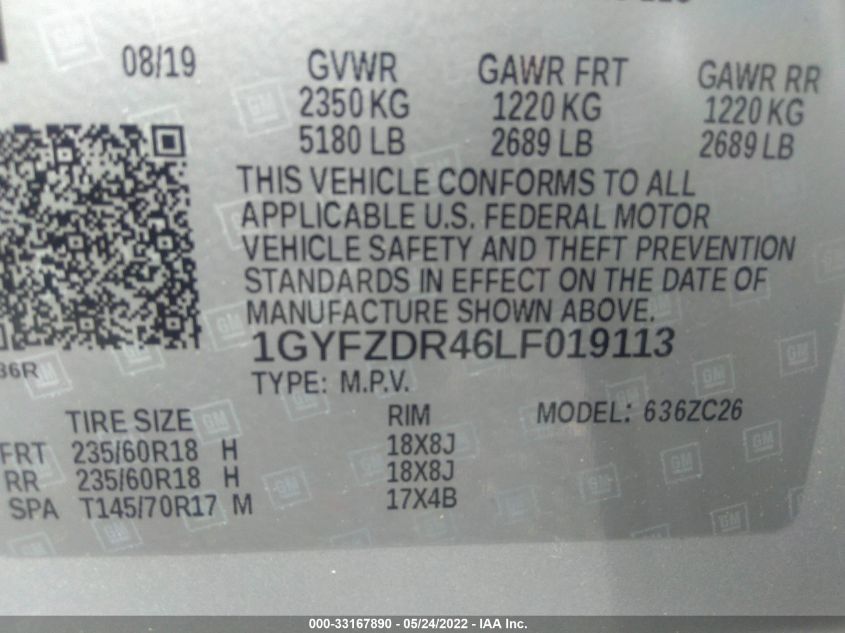 08/19 GVWR GAWR FRT GAWR RR
2350 KG 1220 KG 1220 KG
5180 LB 2689 LB 2689 LB
THIS VEHICLE CONFORMS TO ALL
APPLICABLE U.S. FEDERAL MOTOR
VEHICLE SAFETY AND THEFT PREVENTION
STANDARDS IN EFFECT ON THE DATE OF
MANUFACTURE SHOWN ABOVE.
1GYFZDR46LF019113
TYPE: M.P.V.
TIRE SIZE RIM MODEL: 636ZC26
FRT 235/60R18 H 18X8J
RR 235/60R18 H 18X8J
SPA T145/70R17 M 17X4B
GM
000-33167890 - 05/24/2022 - IAA Inc.